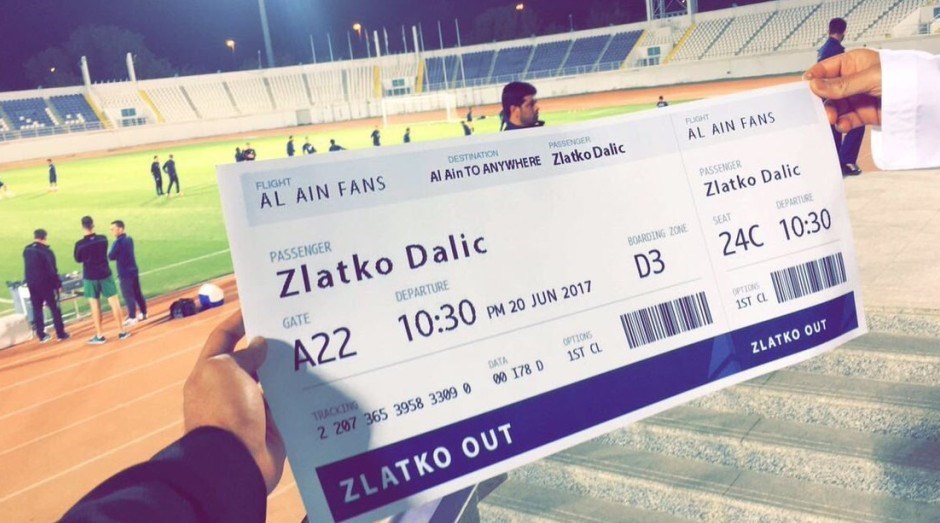 FLIGHT
AL AIN FANS
DESTINATION
Al Ain TO ANYWHERE
PASSENGER
Zlatko Dalic
PASSENGER
Zlatko Dalic
GATE
A22
DEPARTURE
10:30 PM 20 JUN 2017
BOARDING ZONE
D3
TRACKING
2 207 365 3958 3309 0
DATA
00 I78 D
OPTIONS
1ST CL
ZLATKO OUT
FLIGHT
AL AIN FANS
PASSENGER
Zlatko Dalic
SEAT
24C
DEPARTURE
10:30
OPTIONS
1ST CL
ZLATKO OUT